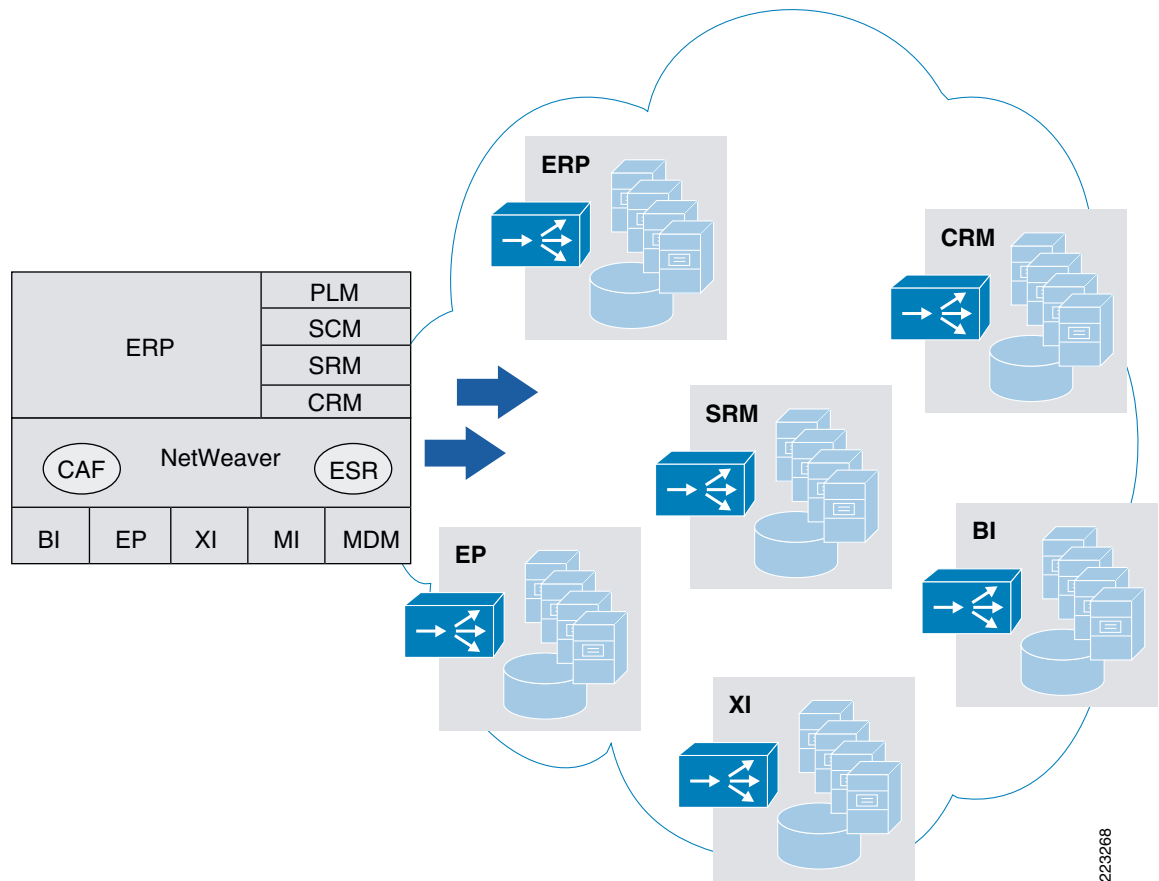 ERP
PLM
SCM
SRM
CRM
CAF
NetWeaver
ESR
BI
EP
XI
MI
MDM
ERP
CRM
SRM
EP
BI
XI
223268